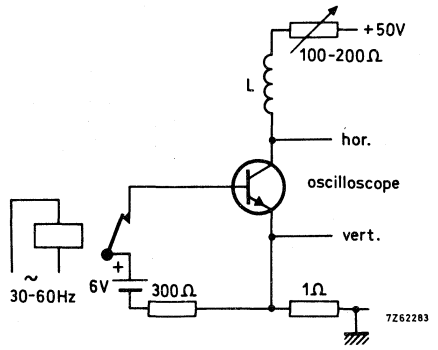 +50V
100-200Ω
L
hor.
oscilloscope
vert.
~
30-60Hz
+
6V
300Ω
1Ω
7Z62283